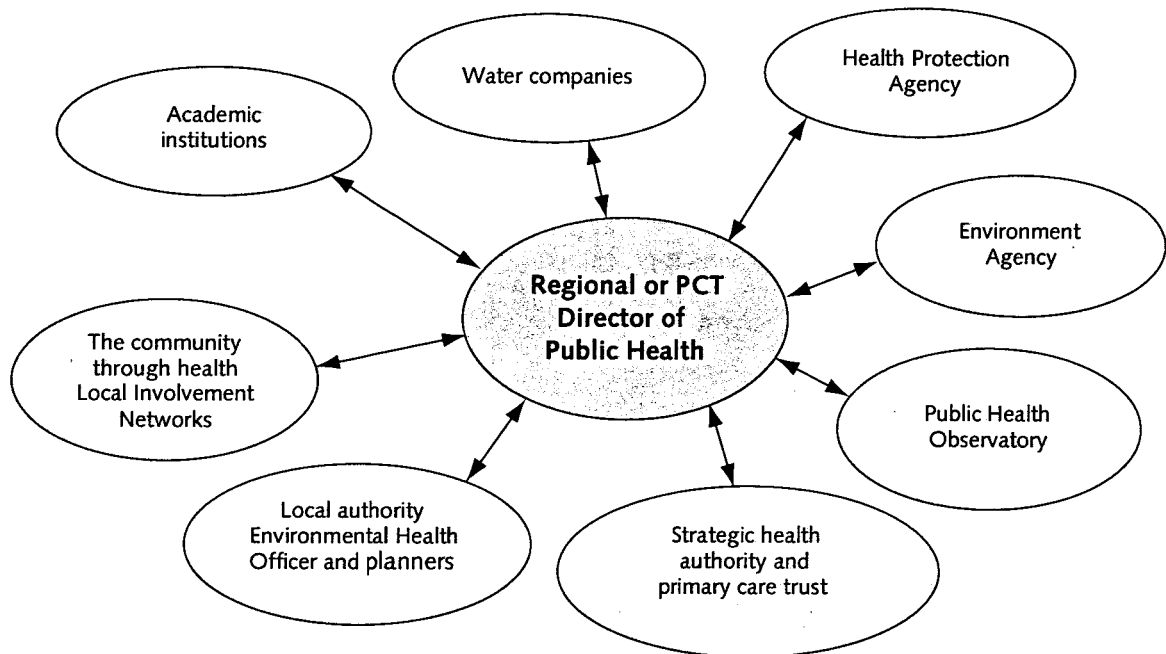 Water companies
Health Protection
Agency
Academic
institutions
Environment
Agency
Regional or PCT
Director of
Public Health
The community
through health
Local Involvement
Networks
Public Health
Observatory
Local authority
Environmental Health
Officer and planners
Strategic health
authority and
primary care trust